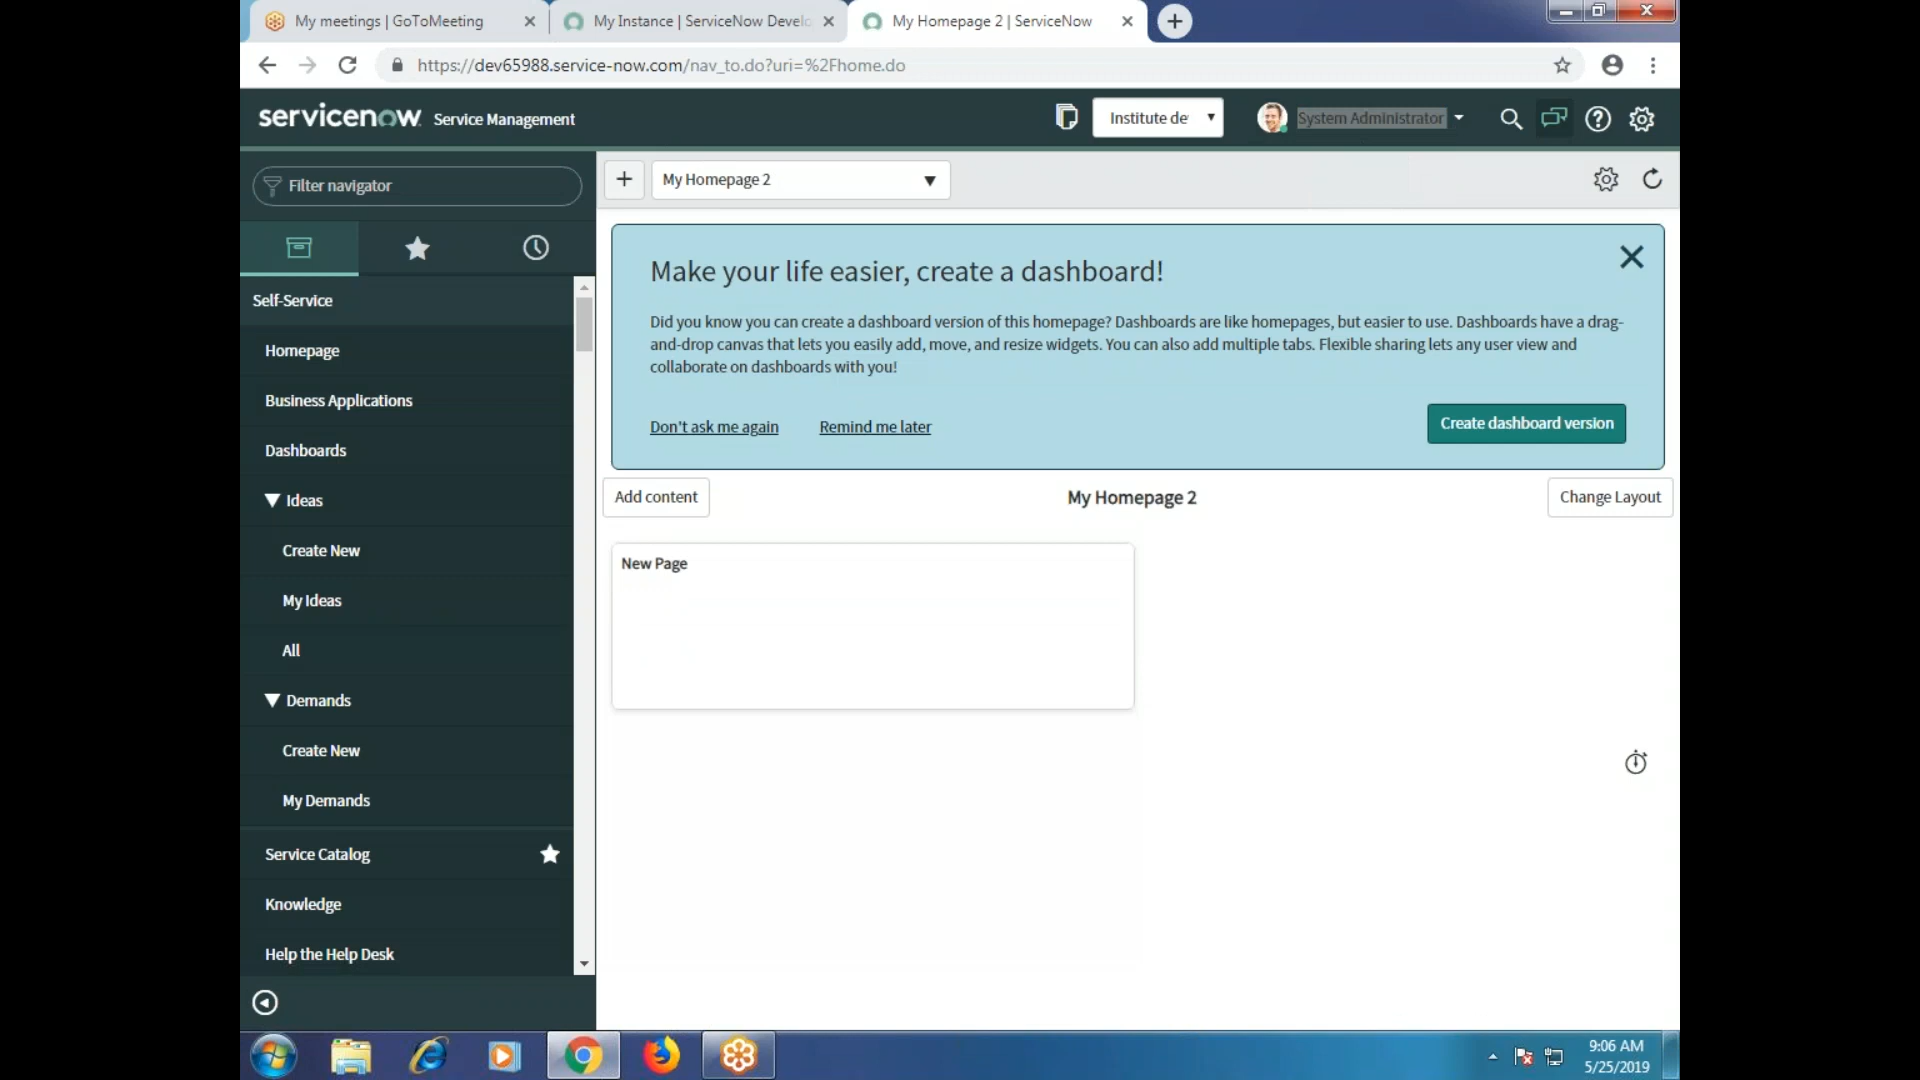 My meetings | GoToMeeting
My Instance | ServiceNow Develo
My Homepage 2 | ServiceNow
https://dev65988.service-now.com/nav_to.do?uri=%2Fhome.do
servicenow Service Management
Institute de
System Administrator
Filter navigator
My Homepage 2
Self-Service
Homepage
Business Applications
Dashboards
Ideas
Create New
My Ideas
All
Demands
Create New
My Demands
Service Catalog
Knowledge
Help the Help Desk
Make your life easier, create a dashboard!
Did you know you can create a dashboard version of this homepage? Dashboards are like homepages, but easier to use. Dashboards have a drag-
and-drop canvas that lets you easily add, move, and resize widgets. You can also add multiple tabs. Flexible sharing lets any user view and
collaborate on dashboards with you!
Don't ask me again
Remind me later
Create dashboard version
Add content
My Homepage 2
Change Layout
New Page
9:06 AM
5/25/2019